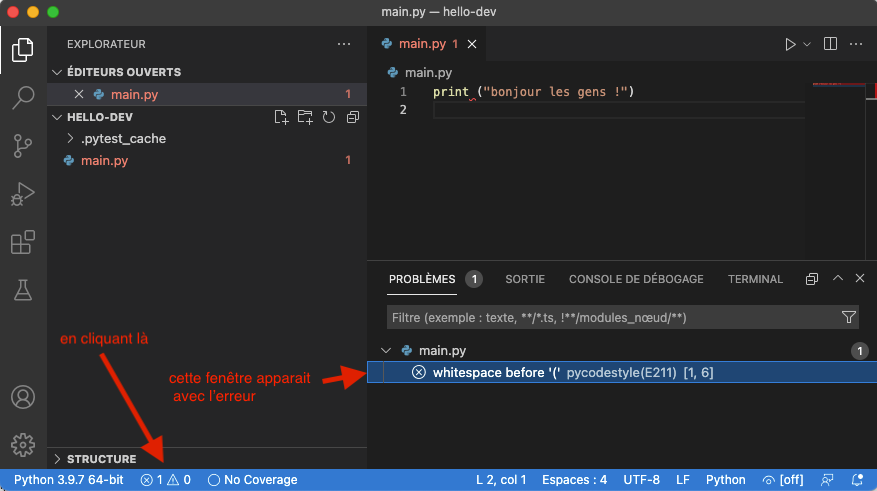 main.py — hello-dev
EXPLORATEUR
ÉDITEURS OUVERTS
main.py 1
HELLO-DEV
.pytest_cache
main.py 1
main.py 1
main.py
1 print ("bonjour les gens !")
2
PROBLÈMES 1 SORTIE CONSOLE DE DÉBOGAGE TERMINAL
Filtre (exemple : texte, **/*.ts, !**/modules_nœud/**)
main.py 1
whitespace before '(' pycodestyle(E211) [1, 6]
en cliquant là
cette fenêtre apparait
avec l'erreur
STRUCTURE
Python 3.9.7 64-bit 1 0 No Coverage L 2, col 1 Espaces : 4 UTF-8 LF Python [off]